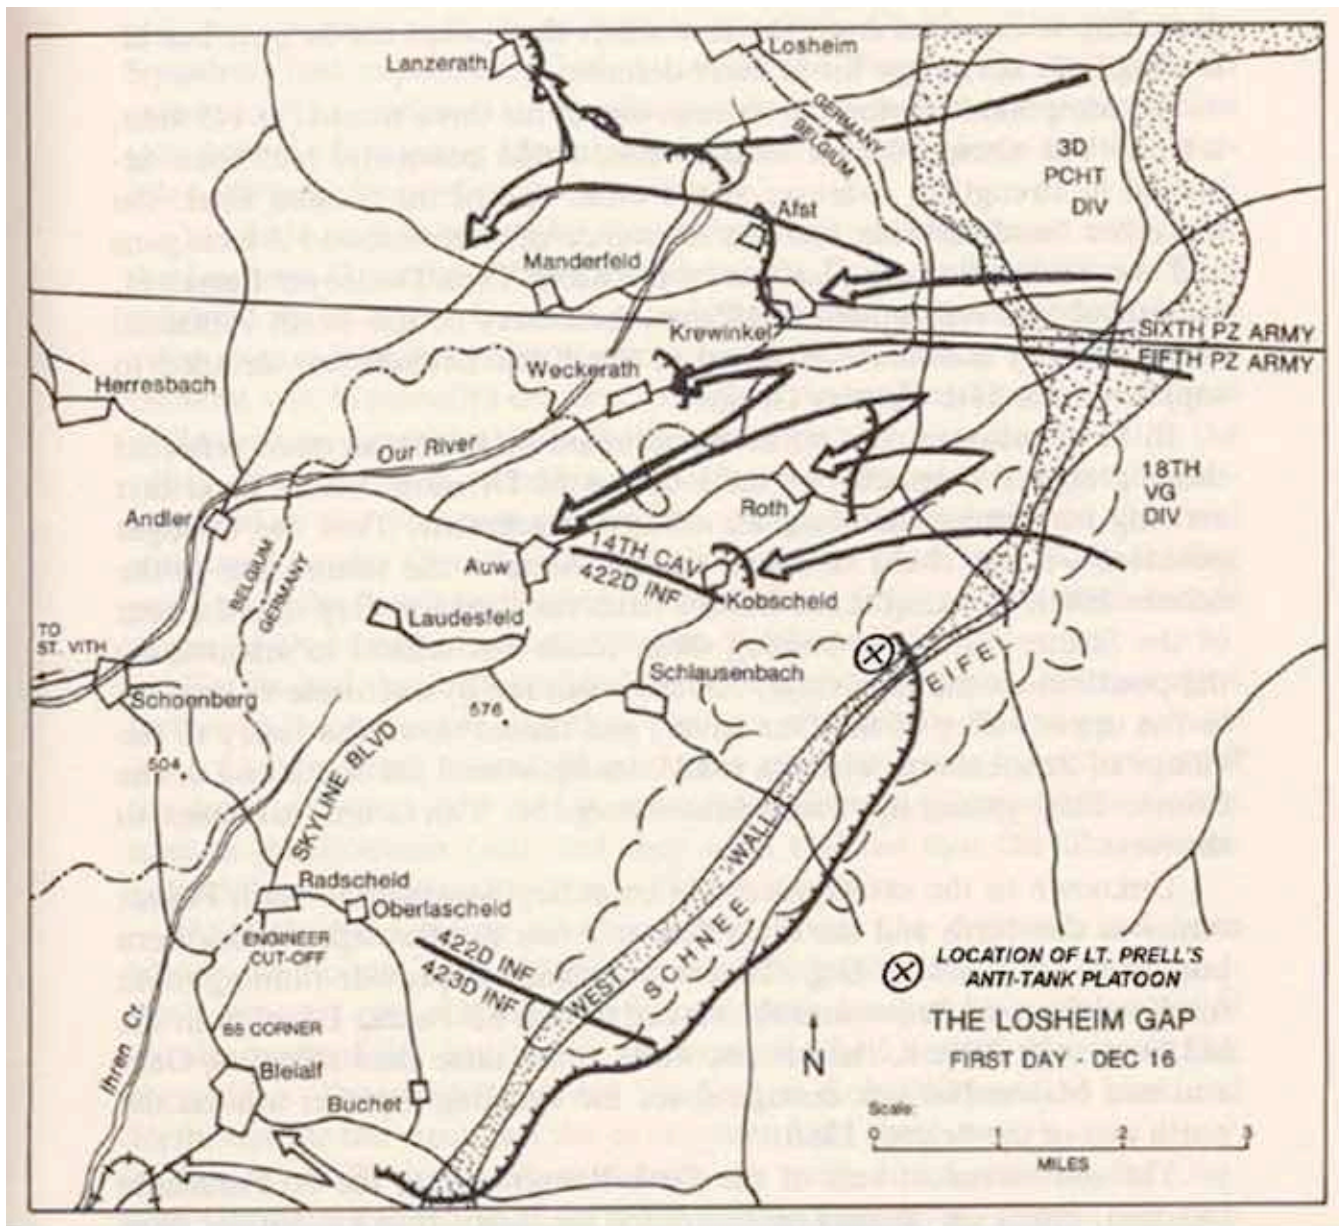 Losheim
Lanzerath
GERMANY
BELGIUM
3D
PCHT
DIV
Afst
Manderfeld
Krewinkel
SIXTH PZ ARMY
FIFTH PZ ARMY
Weckerath
Herresbach
Our River
18TH
VG
DIV
Roth
Andler
14TH CAV
422D INF
Auw
Kobscheld
BELGIUM
GERMANY
Laudesfeld
TO
ST. VITH
EIFEL
Schlausenbach
Schoenberg
576
SKYLINE BLVD
504
WEST WALL
SCHNEE
Radscheid
Oberlascheid
ENGINEER
CUT-OFF
422D INF
423D INF
LOCATION OF LT. PRELL'S
ANTI-TANK PLATOON
THE LOSHEIM GAP
FIRST DAY - DEC 16
N
Ihren Cr.
88 CORNER
Bleialf
Buchet
Scale:
0 1 2 3
MILES